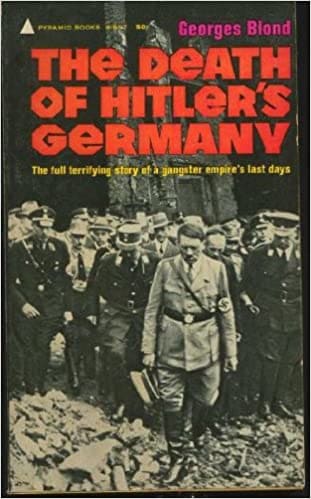 PYRAMID BOOKS
50¢
Georges Blond
THE DEATH
OF HITLER'S
GERMANY
The full terrifying story of a gangster empire's last days